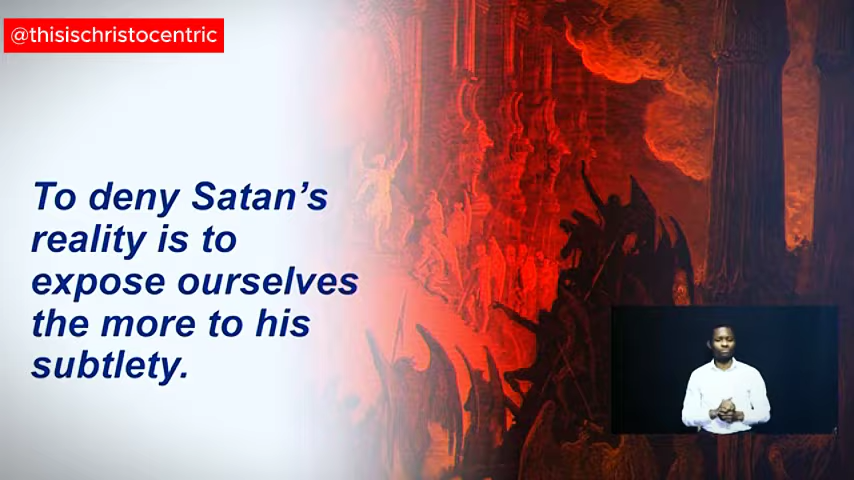 @thisischristocentric
To deny Satan's
reality is to
expose ourselves
the more to his
subtlety.